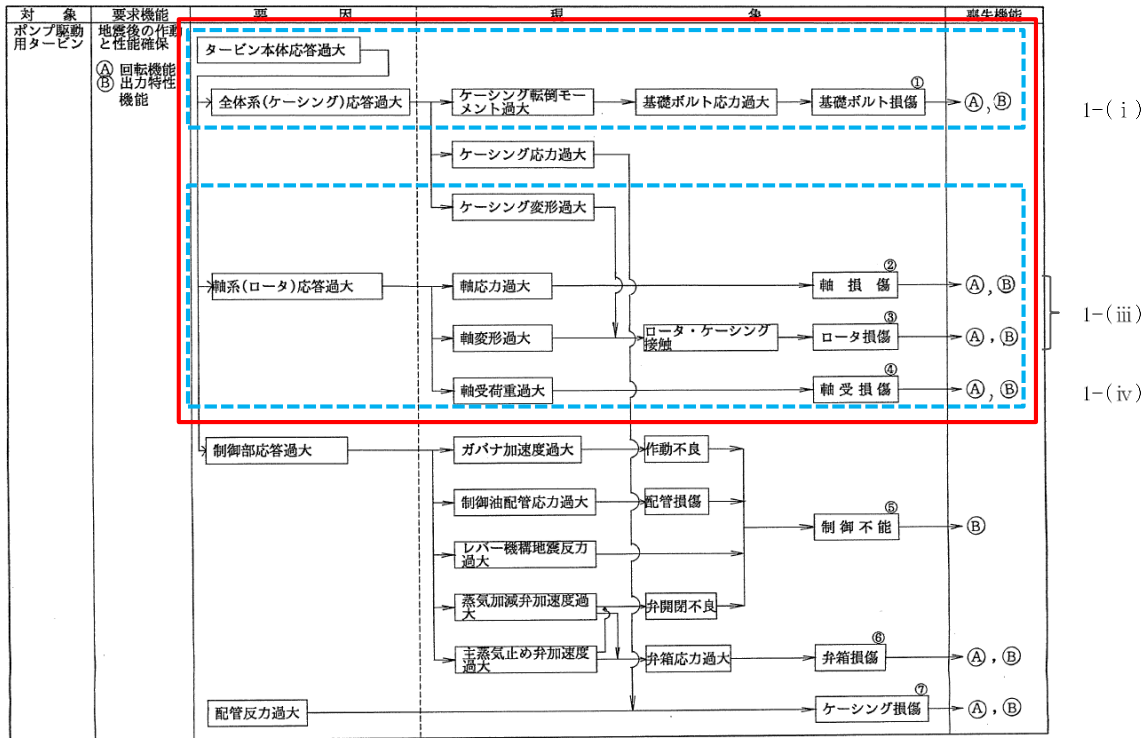 対　象　要求機能　要　因　現　象　喪失機能
ポンプ駆動
用タービン
地震後の作動
と性能確保
Ⓐ 回転機能
Ⓑ 出力特性
機能
タービン本体応答過大
①
全体系(ケーシング)応答過大
ケーシング転倒モー
メント過大
基礎ボルト応力過大
基礎ボルト損傷
Ⓐ, Ⓑ
1-(ⅰ)
ケーシング応力過大
ケーシング変形過大
②
軸系(ロータ)応答過大
軸応力過大
軸　損　傷
Ⓐ, Ⓑ
1-(ⅲ)
③
軸変形過大
ロータ・ケーシング
接触
ロータ損傷
Ⓐ, Ⓑ
④
軸受荷重過大
軸受損傷
Ⓐ, Ⓑ
1-(ⅳ)
制御部応答過大
ガバナ加速度過大
作動不良
制御油配管応力過大
配管損傷
⑤
制御不能
Ⓑ
レバー機構地震反力
過大
蒸気加減弁加速度過
大
弁開閉不良
⑥
主蒸気止め弁加速度
過大
弁箱応力過大
弁箱損傷
Ⓐ, Ⓑ
⑦
配管反力過大
ケーシング損傷
Ⓐ, Ⓑ